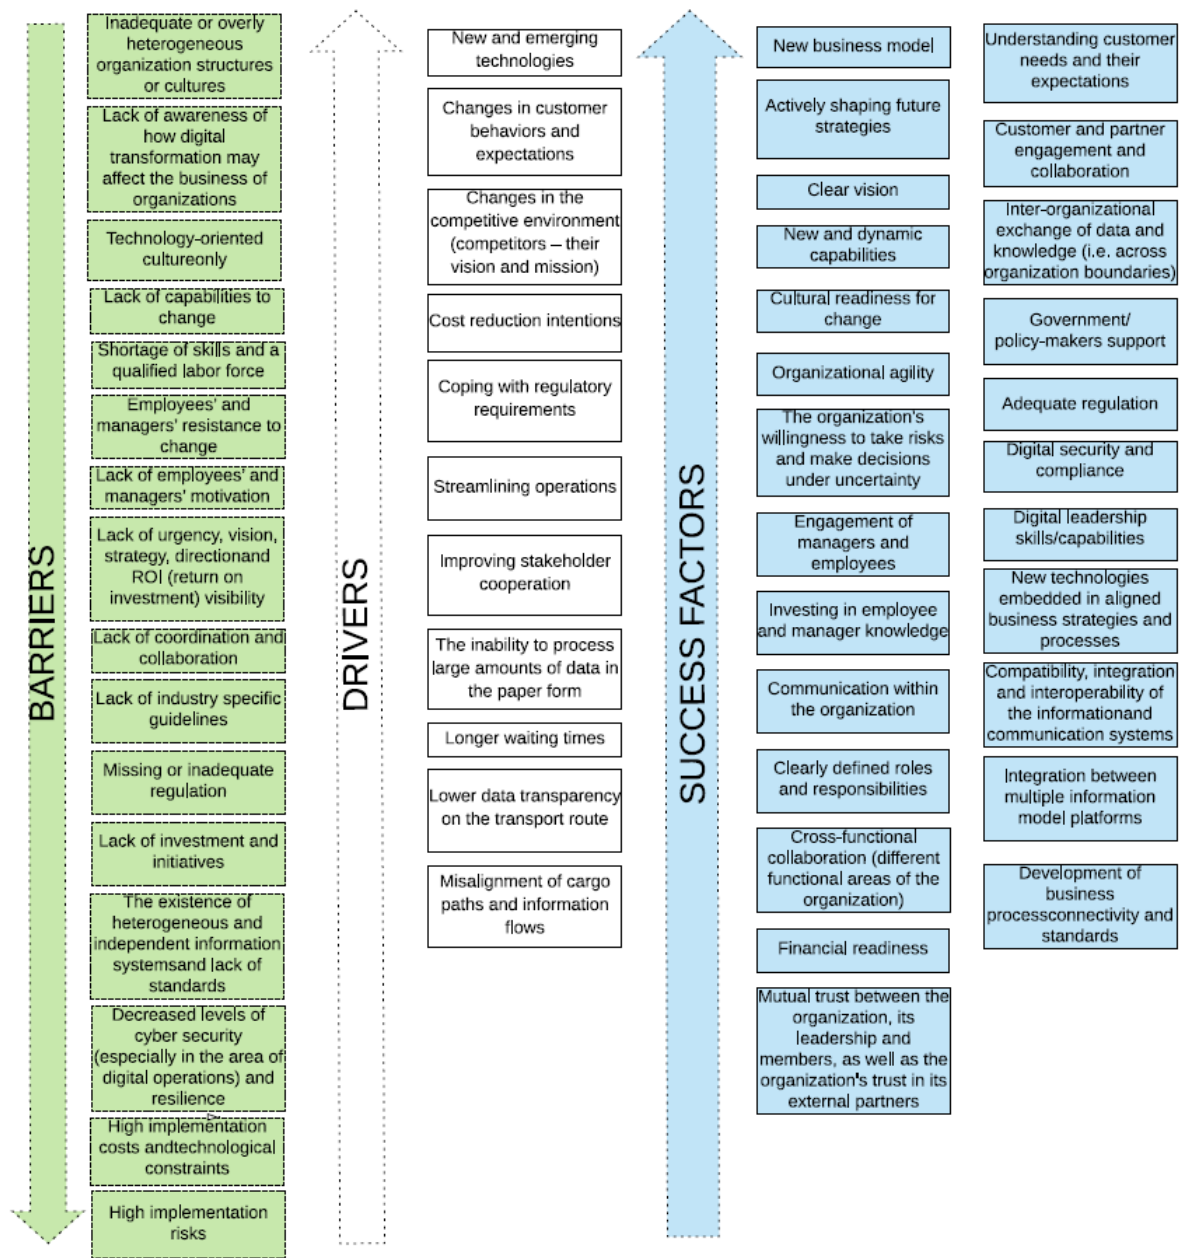 BARRIERS
Inadequate or overly
heterogeneous
organization structures
or cultures
Lack of awareness of
how digital
transformation may
affect the business of
organizations
Technology-oriented
cultureonly
Lack of capabilities to
change
Shortage of skills and a
qualified labor force
Employees' and
managers' resistance to
change
Lack of employees' and
managers' motivation
Lack of urgency, vision,
strategy, directionand
ROI (return on
investment) visibility
Lack of coordination and
collaboration
Lack of industry specific
guidelines
Missing or inadequate
regulation
Lack of investment and
initiatives
The existence of
heterogeneous and
independent information
systemsand lack of
standards
Decreased levels of
cyber security
(especially in the area of
digital operations) and
resilience
High implementation
costs andtechnological
constraints
High implementation
risks
DRIVERS
New and emerging
technologies
Changes in customer
behaviors and
expectations
Changes in the
competitive environment
(competitors – their
vision and mission)
Cost reduction intentions
Coping with regulatory
requirements
Streamlining operations
Improving stakeholder
cooperation
The inability to process
large amounts of data in
the paper form
Longer waiting times
Lower data transparency
on the transport route
Misalignment of cargo
paths and information
flows
SUCCESS FACTORS
New business model
Actively shaping future
strategies
Clear vision
New and dynamic
capabilities
Cultural readiness for
change
Organizational agility
The organization's
willingness to take risks
and make decisions
under uncertainty
Engagement of
managers and
employees
Investing in employee
and manager knowledge
Communication within
the organization
Clearly defined roles
and responsibilities
Cross-functional
collaboration (different
functional areas of the
organization)
Financial readiness
Mutual trust between the
organization, its
leadership and
members, as well as the
organization's trust in its
external partners
Understanding customer
needs and their
expectations
Customer and partner
engagement and
collaboration
Inter-organizational
exchange of data and
knowledge (i.e. across
organization boundaries)
Government/
policy-makers support
Adequate regulation
Digital security and
compliance
Digital leadership
skills/capabilities
New technologies
embedded in aligned
business strategies and
processes
Compatibility, integration
and interoperability of
the informationand
communication systems
Integration between
multiple information
model platforms
Development of
business
processconnectivity and
standards